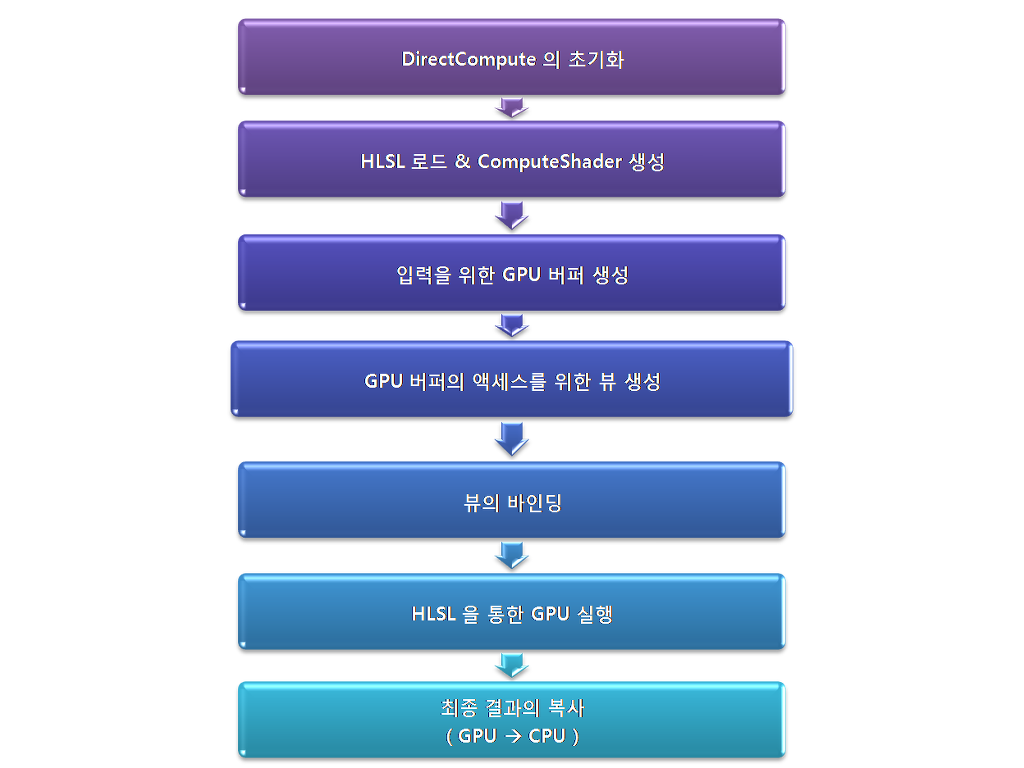 DirectCompute 의 초기화
HLSL 로드 & ComputeShader 생성
입력을 위한 GPU 버퍼 생성
GPU 버퍼의 액세스를 위한 뷰 생성
뷰의 바인딩
HLSL 을 통한 GPU 실행
최종 결과의 복사
( GPU → CPU )